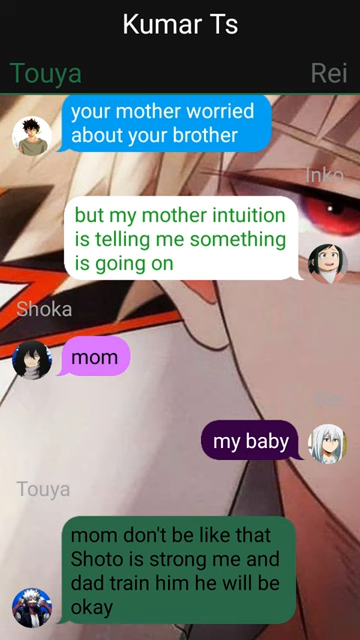 Kumar Ts
Touya Rei
your mother worried
about your brother
Inko
but my mother intuition
is telling me something
is going on
Shoka
mom
Rei
my baby
Touya
mom don't be like that
Shoto is strong me and
dad train him he will be
okay